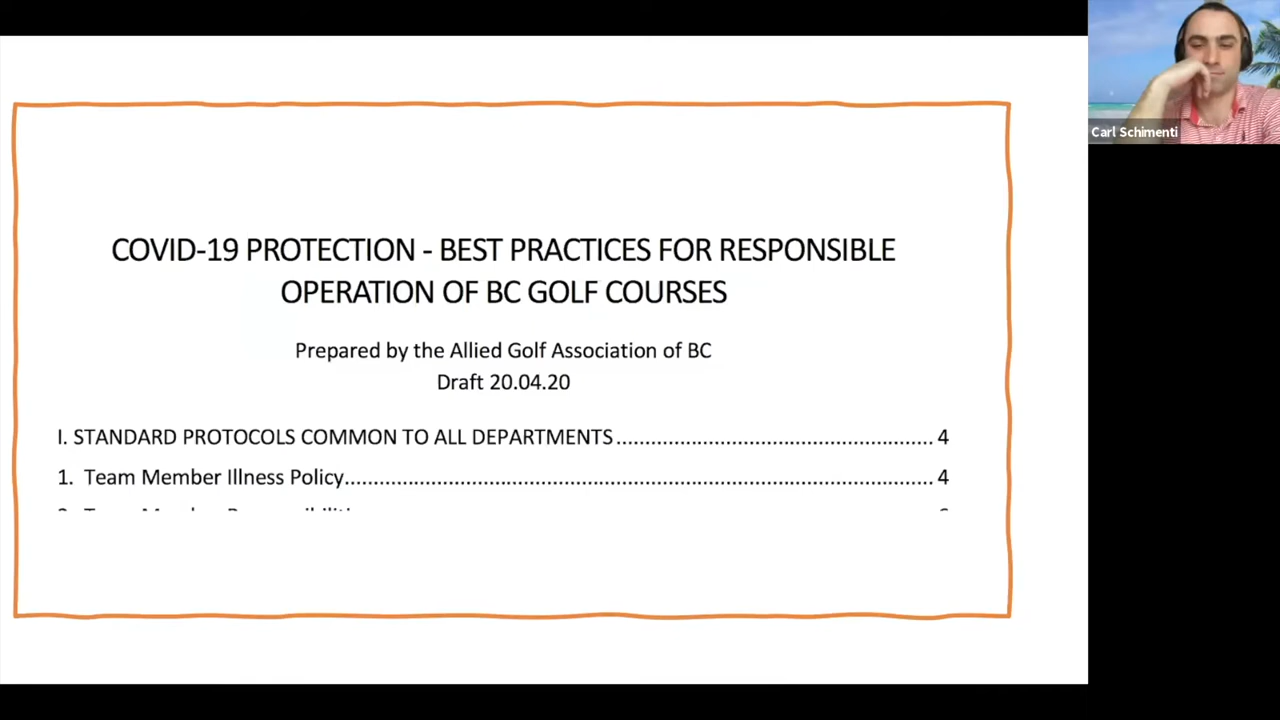 COVID-19 PROTECTION - BEST PRACTICES FOR RESPONSIBLE
OPERATION OF BC GOLF COURSES
Prepared by the Allied Golf Association of BC
Draft 20.04.20
I. STANDARD PROTOCOLS COMMON TO ALL DEPARTMENTS.......................................................... 4
1. Team Member Illness Policy.................................................................................................. 4
Carl Schimenti